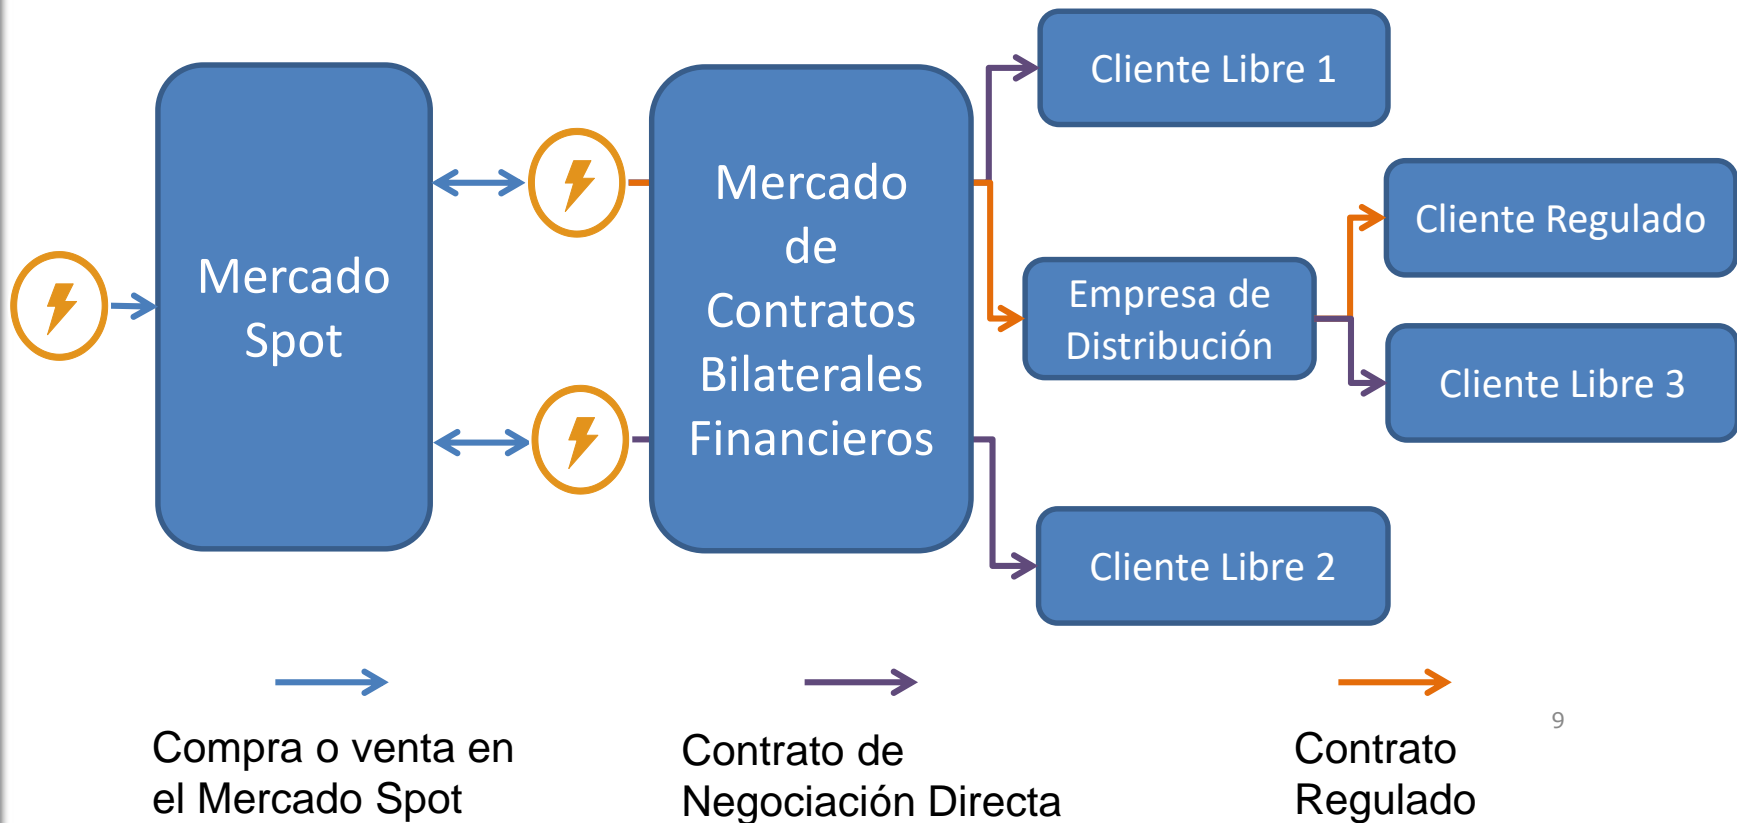 Cliente Libre 1
Mercado
de
Contratos
Bilaterales
Financieros
Mercado
Spot
Cliente Regulado
Empresa de
Distribución
Cliente Libre 3
Cliente Libre 2
Compra o venta en
el Mercado Spot
Contrato de
Negociación Directa
Contrato
Regulado
9